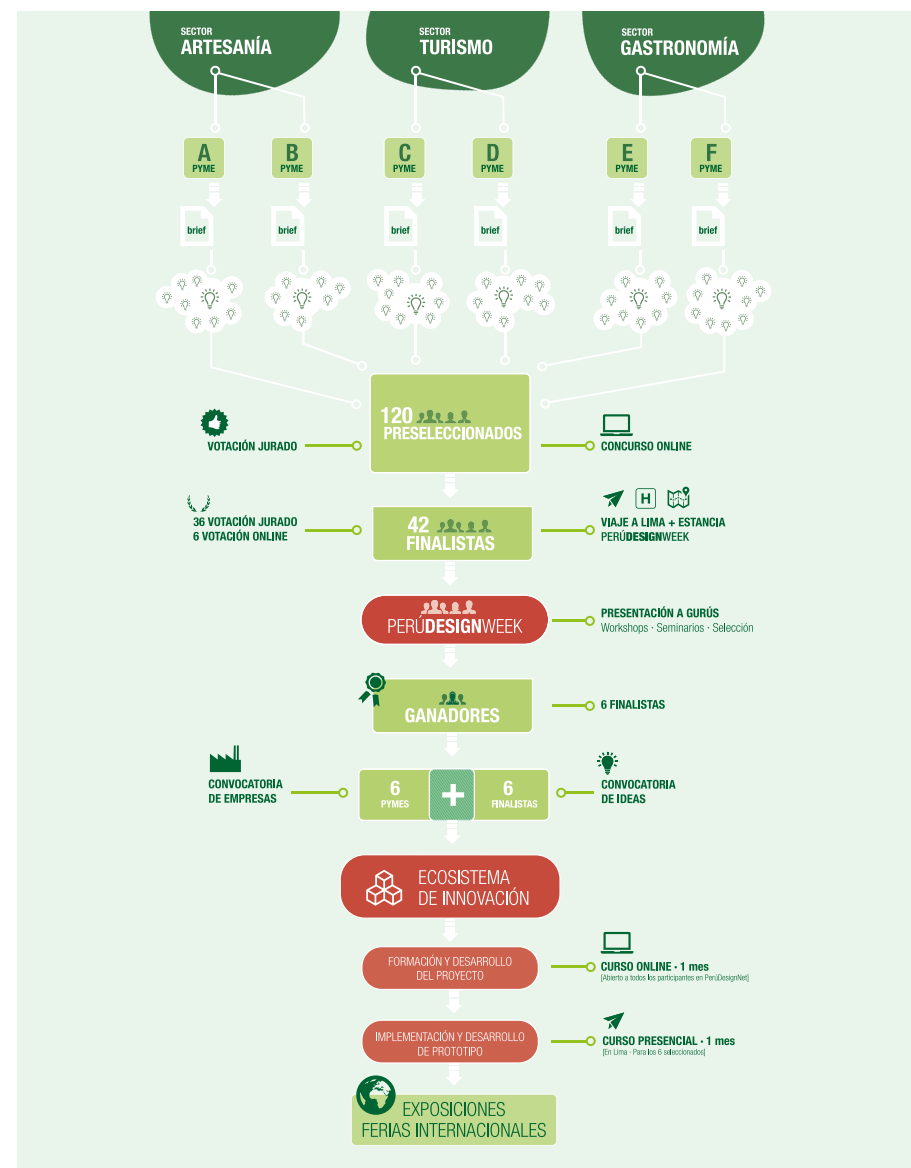 SECTOR
ARTESANÍA
SECTOR
TURISMO
SECTOR
GASTRONOMÍA
A
PYME
B
PYME
C
PYME
D
PYME
E
PYME
F
PYME
brief
brief
brief
brief
brief
brief
120
PRESELECCIONADOS
VOTACIÓN JURADO
CONCURSO ONLINE
36 VOTACIÓN JURADO
6 VOTACIÓN ONLINE
42
FINALISTAS
H
VIAJE A LIMA + ESTANCIA
PERÚDESIGNWEEK
PERÚDESIGNWEEK
PRESENTACIÓN A GURÚS
Workshops · Seminarios · Selección
GANADORES
6 FINALISTAS
CONVOCATORIA
DE EMPRESAS
6
PYMES
+
6
FINALISTAS
CONVOCATORIA
DE IDEAS
ECOSISTEMA
DE INNOVACIÓN
FORMACIÓN Y DESARROLLO
DEL PROYECTO
CURSO ONLINE · 1 mes
[Abierto a todos los participantes en PerúDesignNet]
IMPLEMENTACIÓN Y DESARROLLO
DE PROTOTIPO
CURSO PRESENCIAL · 1 mes
[En Lima · Para los 6 seleccionados]
EXPOSICIONES
FERIAS INTERNACIONALES